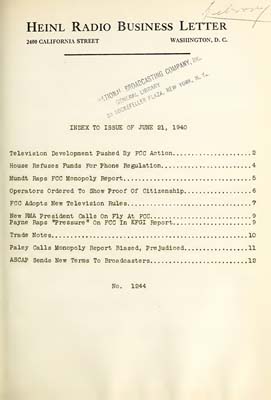 HEINL RADIO BUSINESS LETTER
2400 CALIFORNIA STREET WASHINGTON, D. C.
NATIONAL BROADCASTING COMPANY, INC.
GENERAL LIBRARY
30 ROCKEFELLER PLAZA, NEW YORK, N. Y.
INDEX TO ISSUE OF JUNE 21, 1940
Television Development Pushed By FCC Action....................2
House Refuses Funds For Phone Regulation.......................4
Mundt Raps FCC Monopoly Report.................................5
Operators Ordered To Show Proof Of Citizenship.................6
FCC Adopts New Television Rules................................7
New RMA President Calls On Fly At FCC..........................9
Payne Raps "Pressure" On FCC In KFGI Report....................9
Trade Notes...................................................10
Paley Calls Monopoly Report Biased, Prejudiced................11
ASCAP Sends New Terms To Broadcasters.........................12
No. 1244